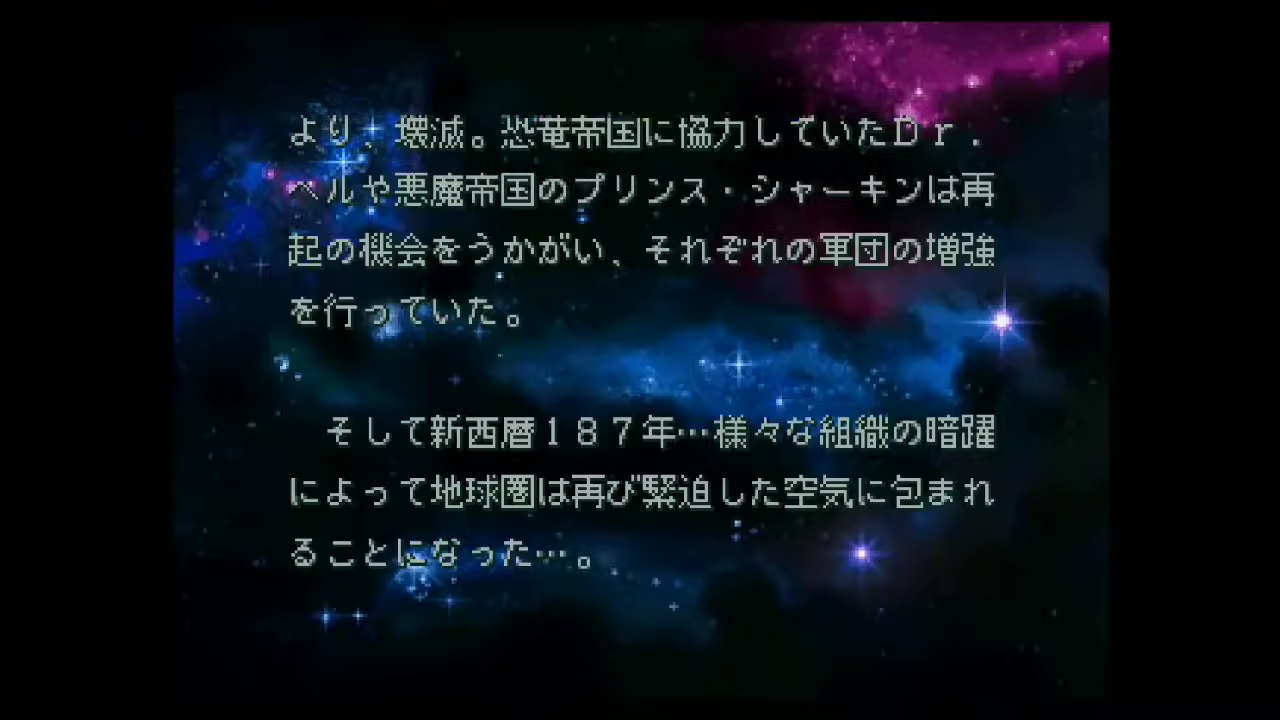 より、壊滅。恐竜帝国に協力していたＤｒ．
ヘルや悪魔帝国のプリンス・シャーキンは再
起の機会をうかがい、それぞれの軍団の増強
を行っていた。
そして新西暦１８７年…様々な組織の暗躍
によって地球圏は再び緊迫した空気に包まれ
ることになった…。